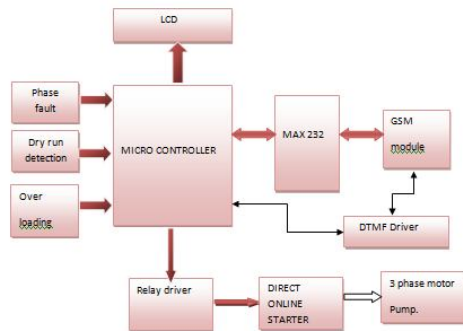 LCD
Phase
fault
Dry run
detection
Over
loading
MICRO CONTROLLER
MAX 232
GSM
module
DTMF Driver
Relay driver
DIRECT
ONLINE
STARTER
3 phase motor
Pump.